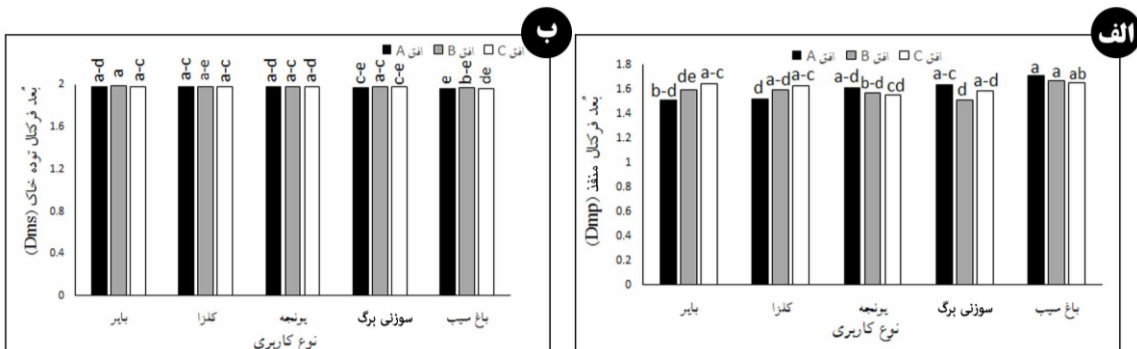 الف
افق A افق B افق C
بُعد فرکتال منفذ (Dmp)
1.8
1.6
1.4
1.2
1
0.8
0.6
0.4
0.2
0
b-d de a-c d a-d a-c a-d b-d cd a-c d a-d a a ab
بایر کلزا یونجه سوزنی برگ باغ سیب
نوع کاربری
ب
افق A افق B افق C
بُعد فرکتال توده خاک (Dms)
2
1.6
1.2
0.8
0.4
0
a-d a a-c a-c a-e a-c a-d a-c a-d c-e a-c c-e e b-e de
بایر کلزا یونجه سوزنی برگ باغ سیب
نوع کاربری